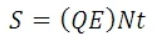 S = (QE)Nt